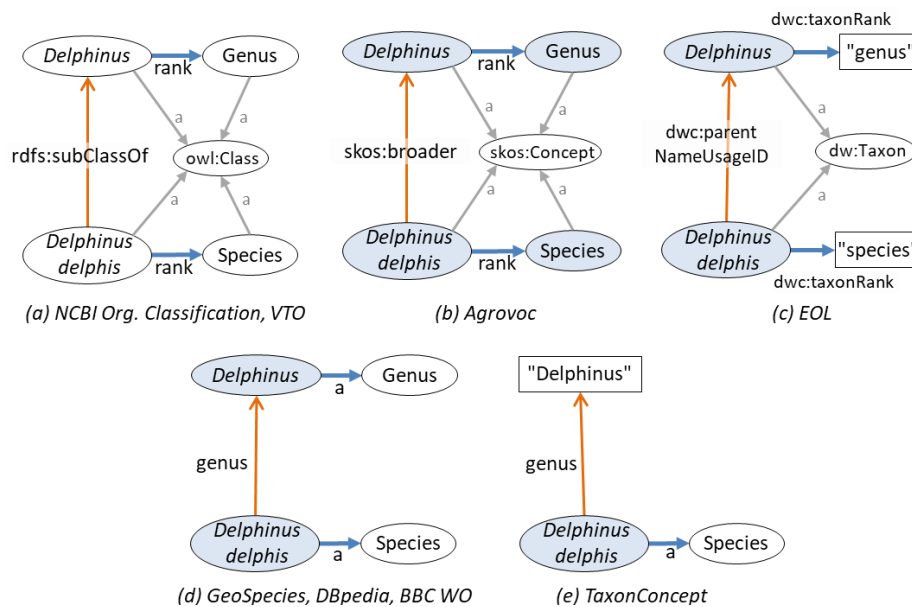 Delphinus
rank
Genus
a
a
rdfs:subClassOf
owl:Class
a
a
Delphinus
delphis
rank
Species
(a) NCBI Org. Classification, VTO
Delphinus
rank
Genus
a
a
skos:broader
skos:Concept
a
a
Delphinus
delphis
rank
Species
(b) Agrovoc
dwc:taxonRank
Delphinus
"genus"
a
dwc:parent
NameUsageID
dw:Taxon
a
Delphinus
delphis
"species"
dwc:taxonRank
(c) EOL
Delphinus
a
Genus
genus
Delphinus
delphis
a
Species
(d) GeoSpecies, DBpedia, BBC WO
"Delphinus"
genus
Delphinus
delphis
a
Species
(e) TaxonConcept